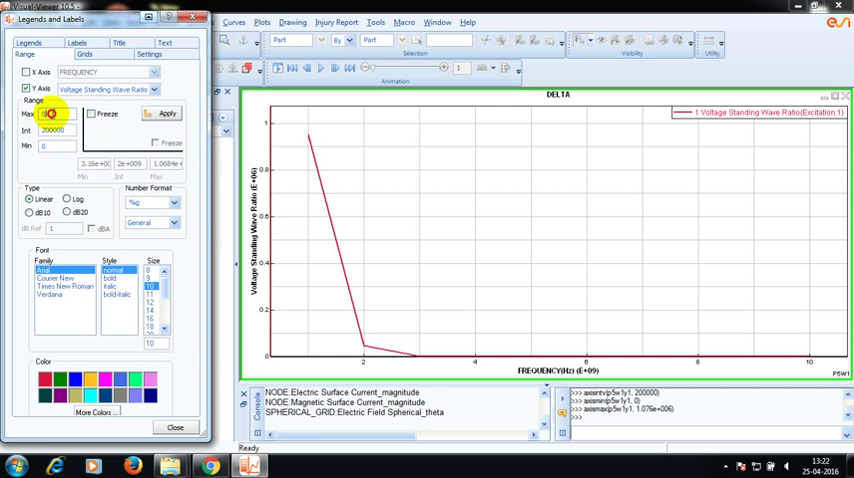 Visual-Viewer 10.5 -
Legends and Labels
Curves Plots Drawing Injury Report Tools Macro Window Help
esi
Legends Labels Title Text
Range Grids Settings
X Axis FREQUENCY
Y Axis Voltage Standing Wave Ratio
Range
Max Freeze Apply
Int 200000
Min 0
Freeze
3.16e+00 2e+009 1.0684e+
Min Int Max
Type Number Format
Linear Log %g
dB10 dB20
General
dB Ref 1 dBA
Font
Family Style Size
Arial normal 8
Courier New bold 9
Times New Roman italic 10
Verdana bold-italic 11
12
14
16
18
10
Color
More Colors ...
Close
Part By Part
Selection
Visibility
1
Animation
DELTA
1 Voltage Standing Wave Ratio(Excitation:1)
Voltage Standing Wave Ratio (E+06)
1
0.8
0.6
0.4
0.2
0
2 4 6 8 10
FREQUENCY(Hz) (E+09)
P5W1
Console
NODE:Electric Surface Current_magnitude
NODE:Magnetic Surface Current_magnitude
SPHERICAL_GRID:Electric Field Spherical_theta
>>> axisintv(p5w1y1, 200000)
>>> axismin(p5w1y1, 0)
>>> axismax(p5w1y1, 1.076e+006)
>>>
Ready
13:22
25-04-2016